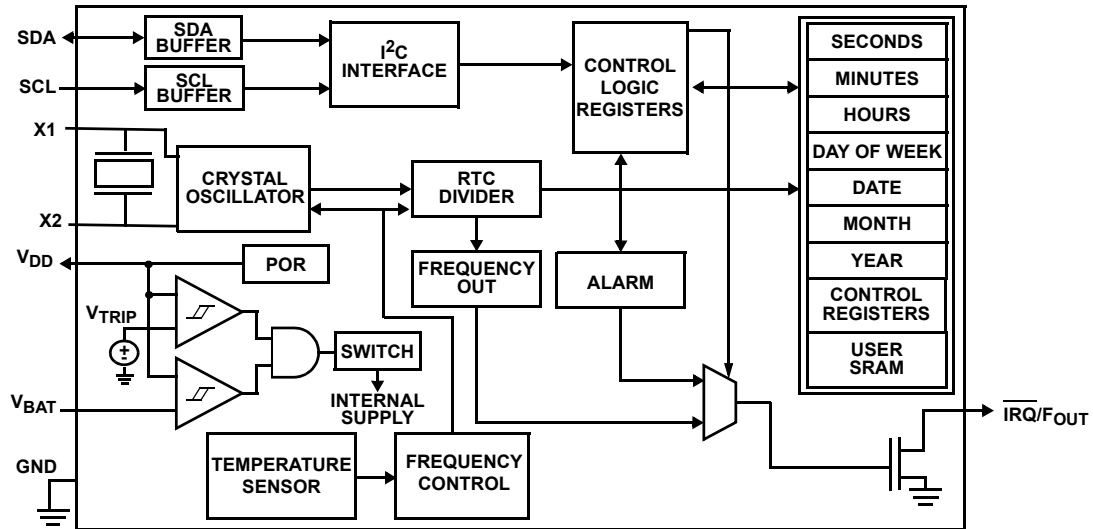 SDA
SDA
BUFFER
I²C
INTERFACE
CONTROL
LOGIC
REGISTERS
SECONDS
MINUTES
HOURS
DAY OF WEEK
DATE
MONTH
YEAR
CONTROL
REGISTERS
USER
SRAM
SCL
SCL
BUFFER
X1
X2
CRYSTAL
OSCILLATOR
RTC
DIVIDER
FREQUENCY
OUT
ALARM
VDD
POR
VTRIP
SWITCH
INTERNAL
SUPPLY
VBAT
GND
TEMPERATURE
SENSOR
FREQUENCY
CONTROL
IRQ/FOUT